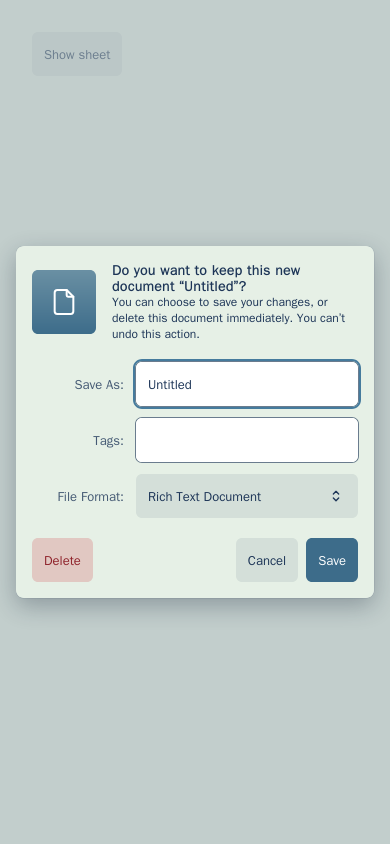 Show sheet
Do you want to keep this new
document “Untitled”?
You can choose to save your changes, or
delete this document immediately. You can’t
undo this action.
Save As: Untitled
Tags:
File Format: Rich Text Document
Delete Cancel Save